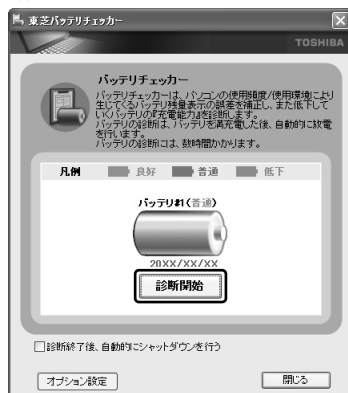 東芝バッテリチェッカー
TOSHIBA
バッテリチェッカー
バッテリチェッカーは、パソコンの使用頻度/使用環境により
生じてくるバッテリ残量表示の誤差を補正し、また低下して
いくバッテリの『充電能力』を診断します。
バッテリの診断は、バッテリを満充電した後、自動的に放電
を行います。
バッテリの診断には、数時間かかります。
凡例 良好 普通 低下
バッテリ#1(普通)
20XX/XX/XX
診断開始
診断終了後、自動的にシャットダウンを行う
オプション設定 閉じる